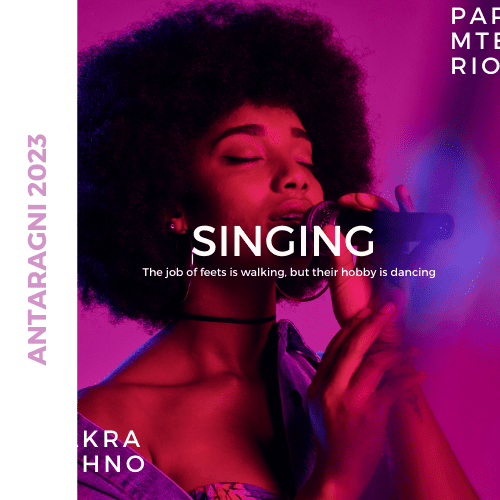 PAR
MTE
RIO
ANTARAGNI 2023
SINGING
The job of feets is walking, but their hobby is dancing
AKRA
HNO